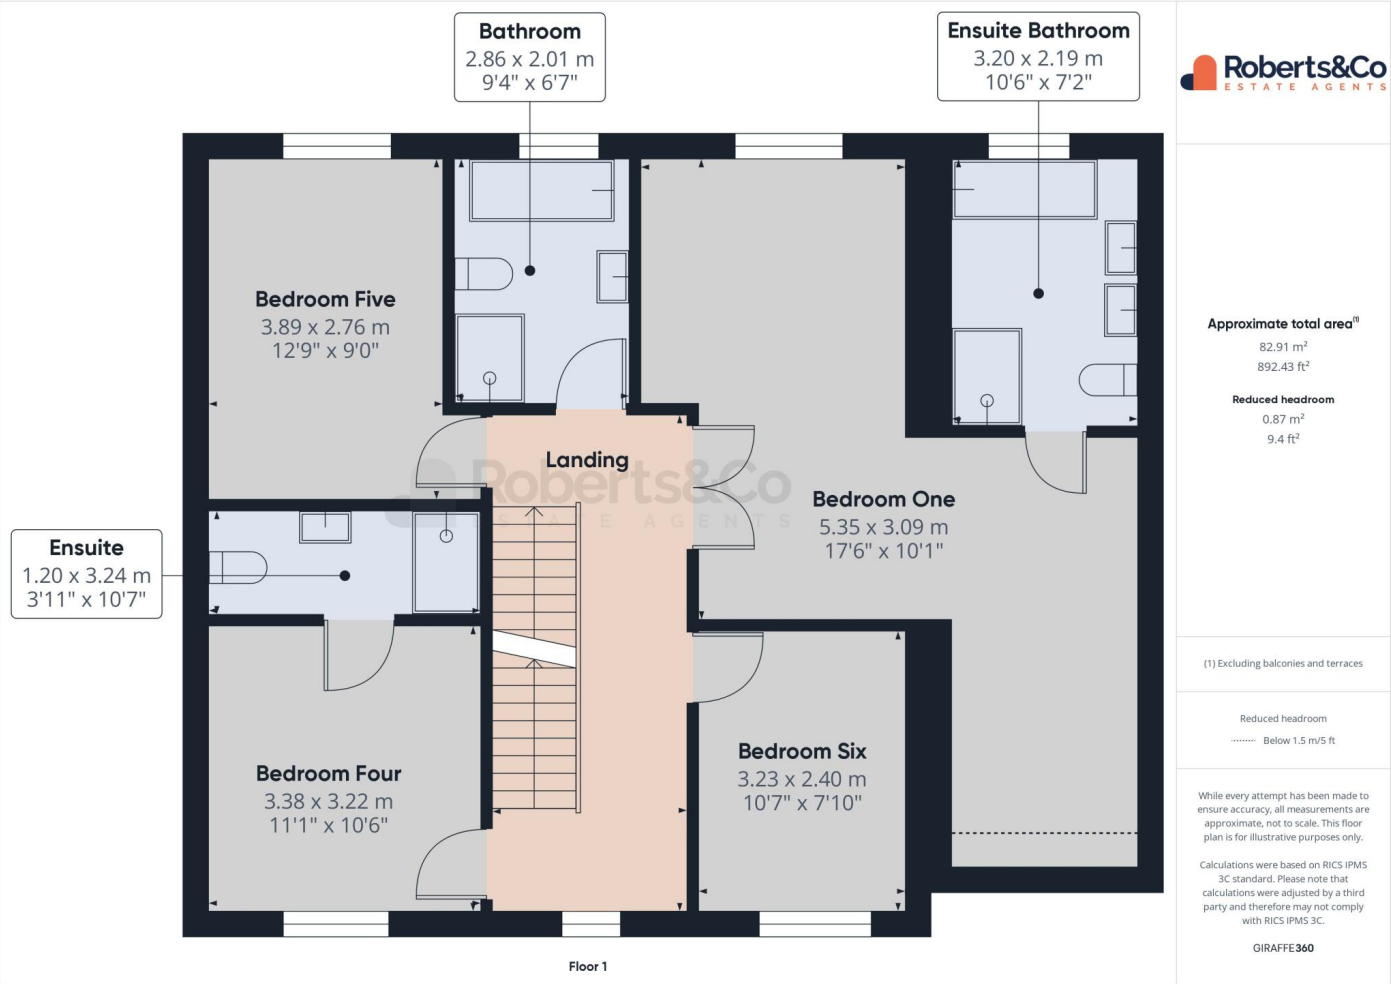 Bathroom
2.86 x 2.01 m
9'4" x 6'7"
Ensuite Bathroom
3.20 x 2.19 m
10'6" x 7'2"
Roberts&Co
ESTATE AGENTS
Bedroom Five
3.89 x 2.76 m
12'9" x 9'0"
Landing
Roberts&Co
ESTATE AGENTS
Bedroom One
5.35 x 3.09 m
17'6" x 10'1"
Ensuite
1.20 x 3.24 m
3'11" x 10'7"
Bedroom Four
3.38 x 3.22 m
11'1" x 10'6"
Bedroom Six
3.23 x 2.40 m
10'7" x 7'10"
Floor 1
Approximate total area(1)
82.91 m²
892.43 ft²
Reduced headroom
0.87 m²
9.4 ft²
(1) Excluding balconies and terraces
Reduced headroom
Below 1.5 m/5 ft
While every attempt has been made to
ensure accuracy, all measurements are
approximate, not to scale. This floor
plan is for illustrative purposes only.
Calculations were based on RICS IPMS
3C standard. Please note that
calculations were adjusted by a third
party and therefore may not comply
with RICS IPMS 3C.
GIRAFFE360